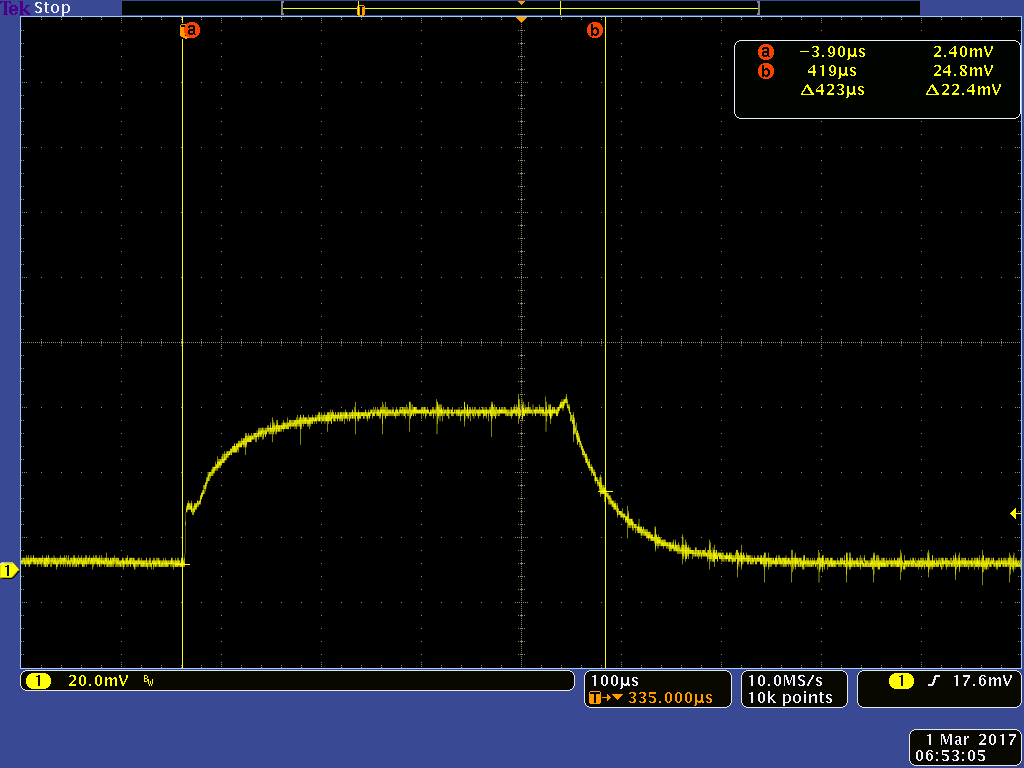 Tek Stop
T a b
a −3.90µs 2.40mV
b 419µs 24.8mV
Δ423µs Δ22.4mV
1
1 20.0mV BW
100µs
T→▼ 335.000µs
10.0MS/s
10k points
1 ƒ 17.6mV
1 Mar 2017
06:53:05